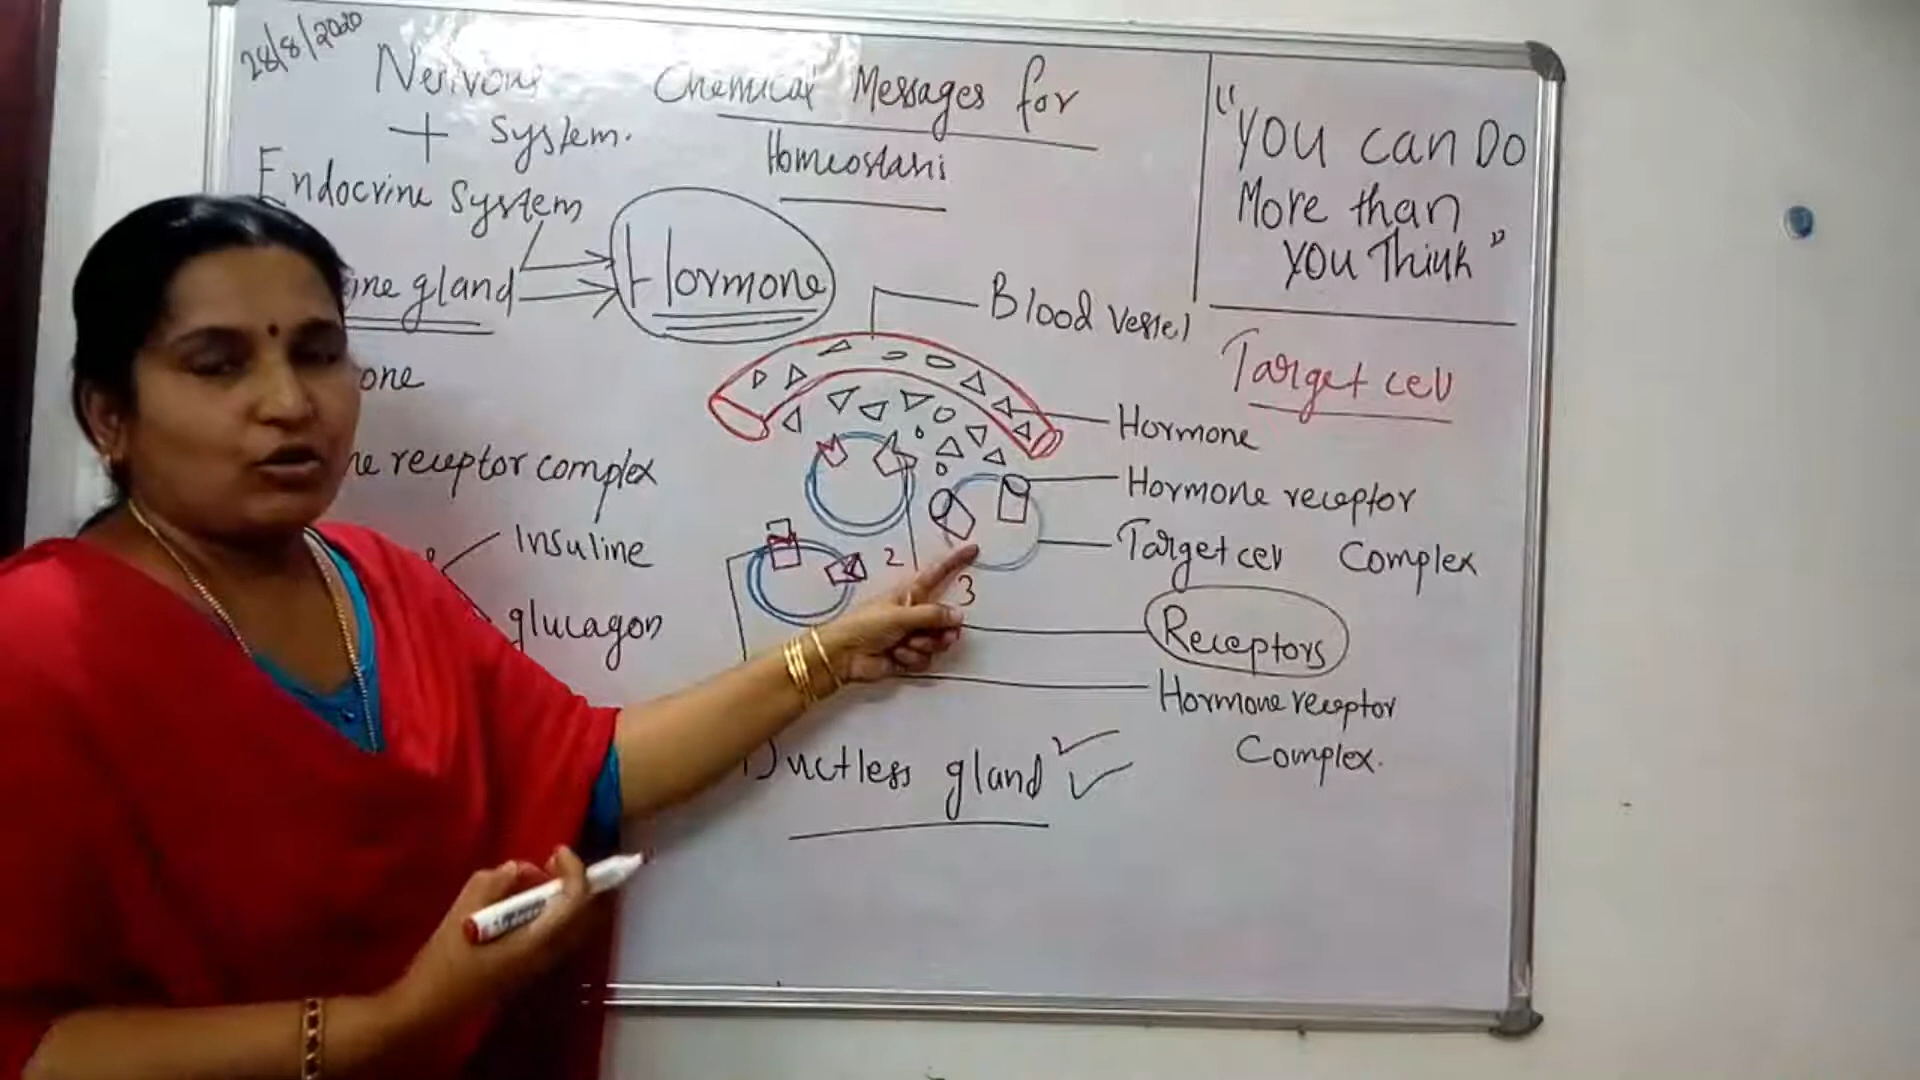 28/8/2020
Nervous
+ System.
Chemical Messages for
Homeostasis
"YOU can DO
More than
you Think"
Endocrine system
ine gland
Hormone
one
ne receptor complex
Insuline
glucagon
Blood vessel
Target cell
Hormone
Hormone receptor
Complex
Target cell
2
3
Receptors
Hormone receptor
Complex.
Ductless gland